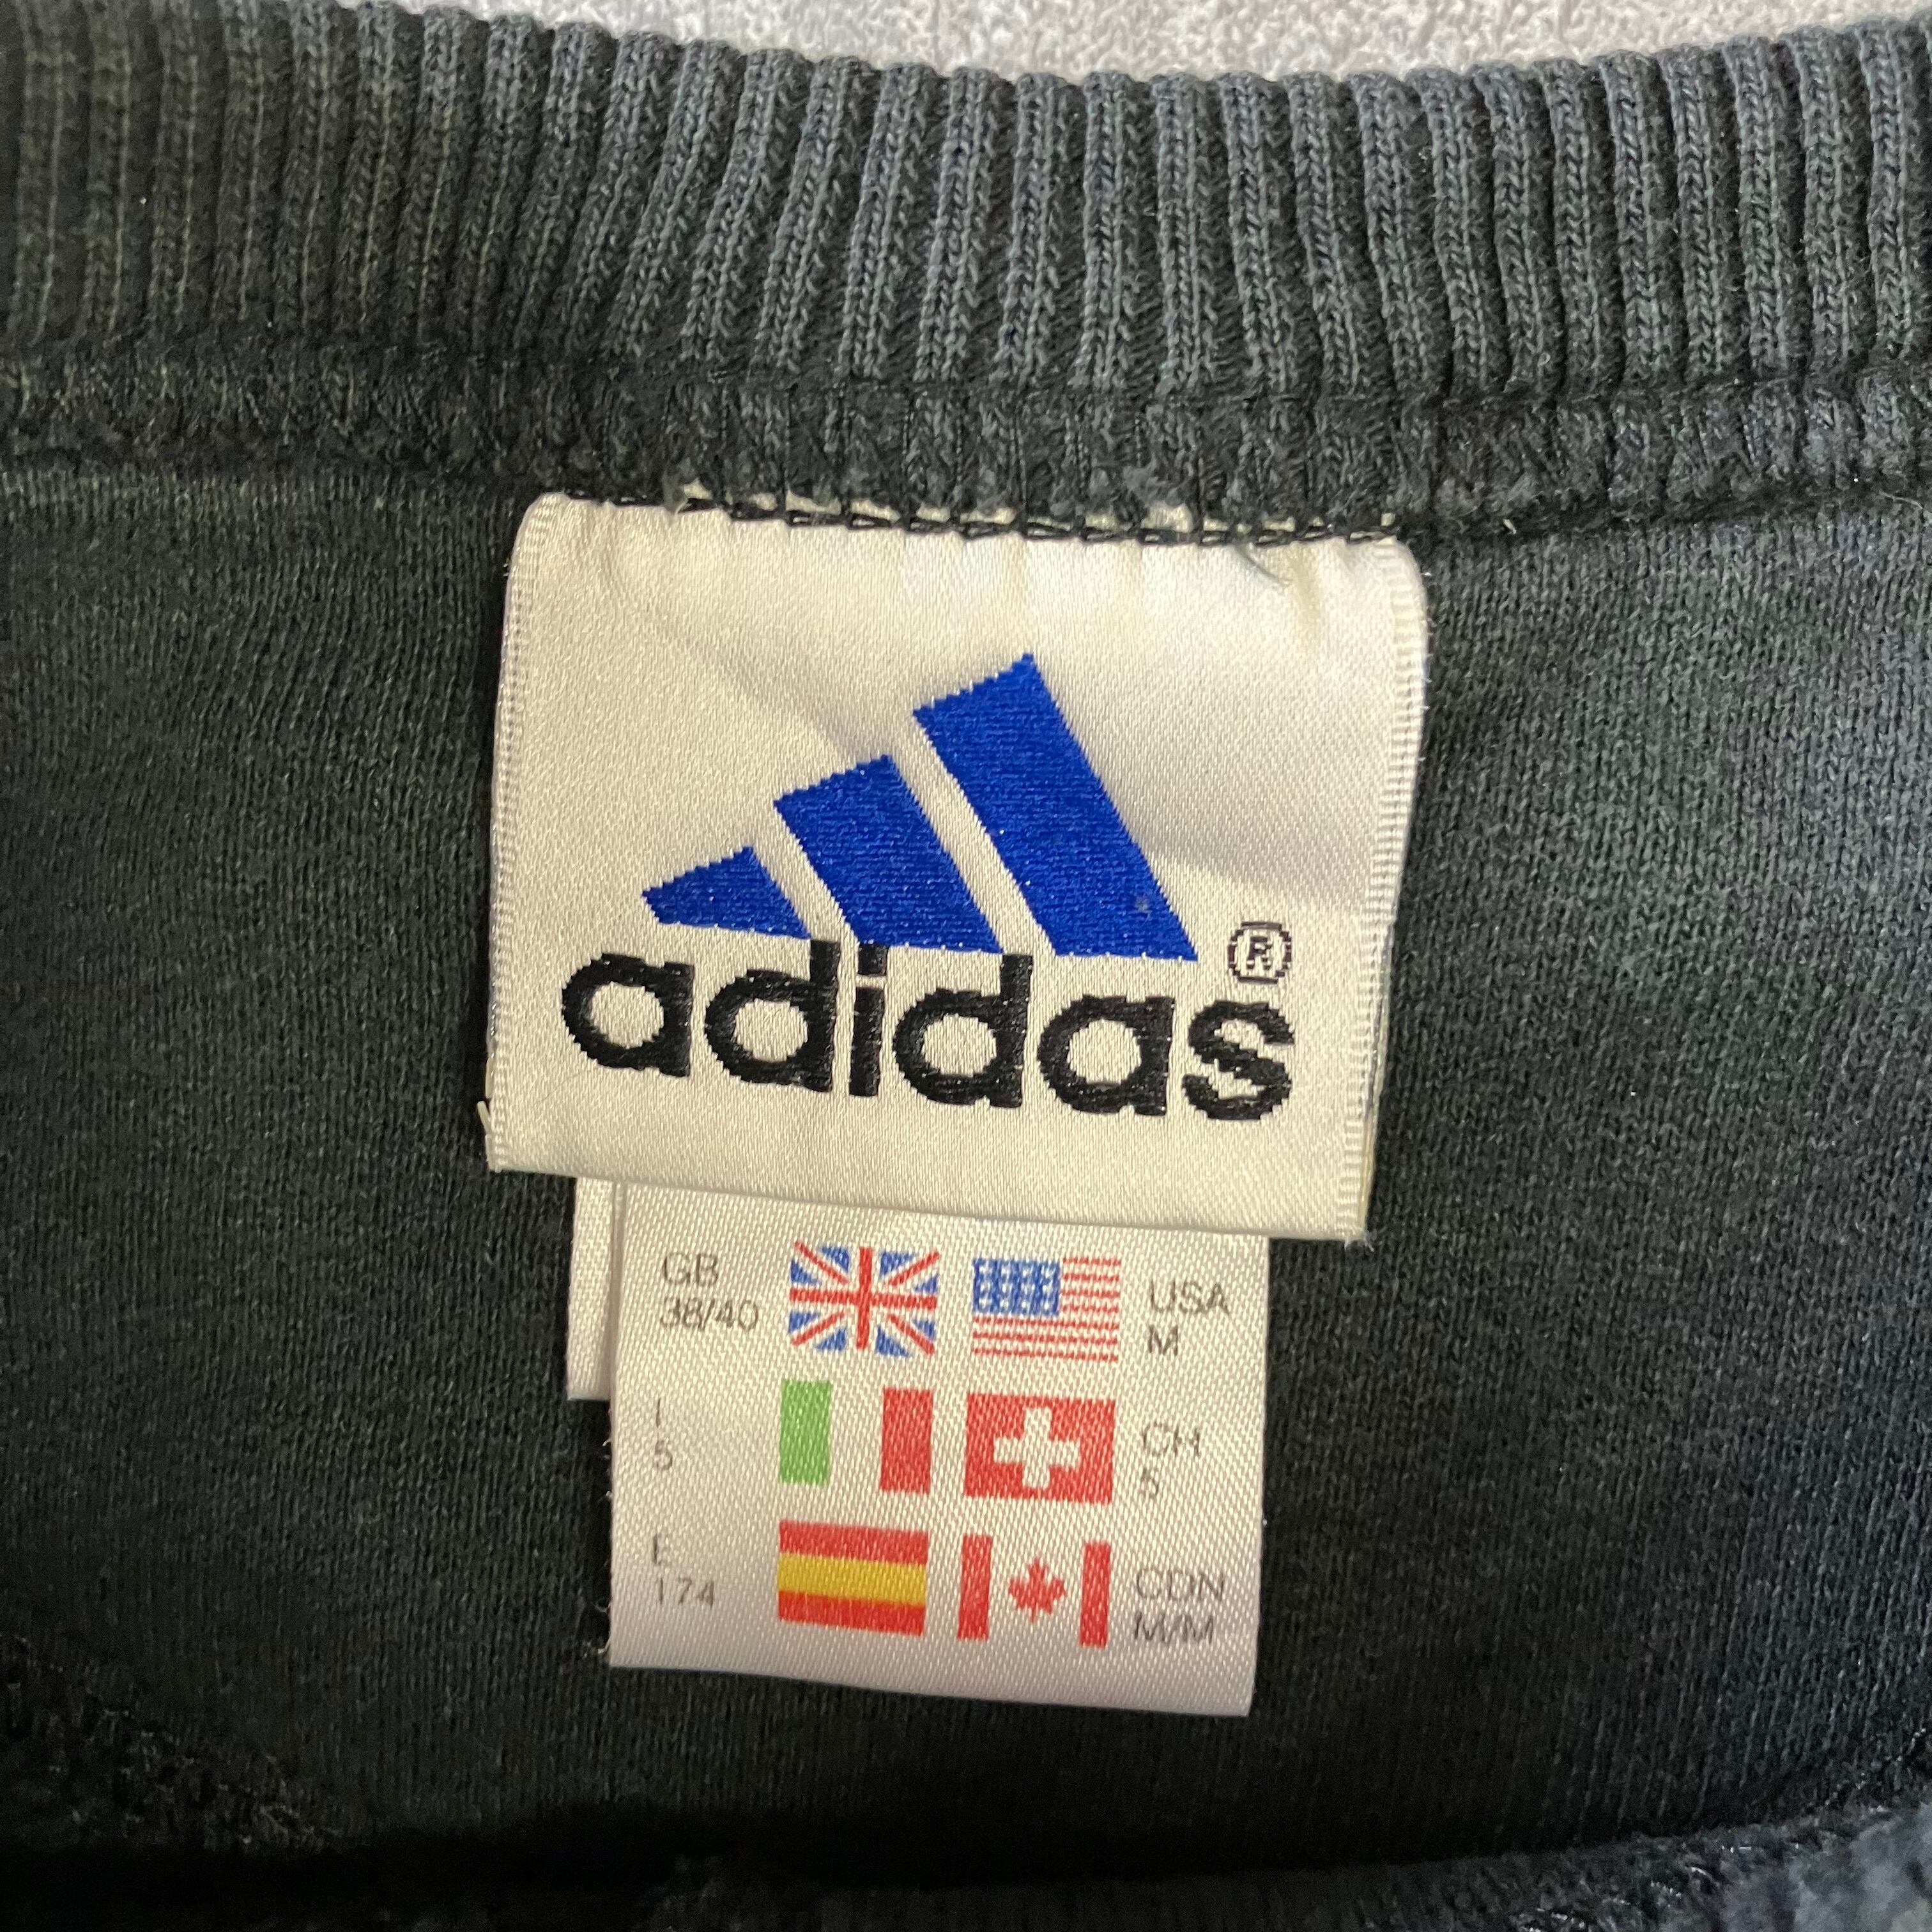 adidas®
GB
38/40
USA
M
I
5
CH
5
E
174
CDN
M/M